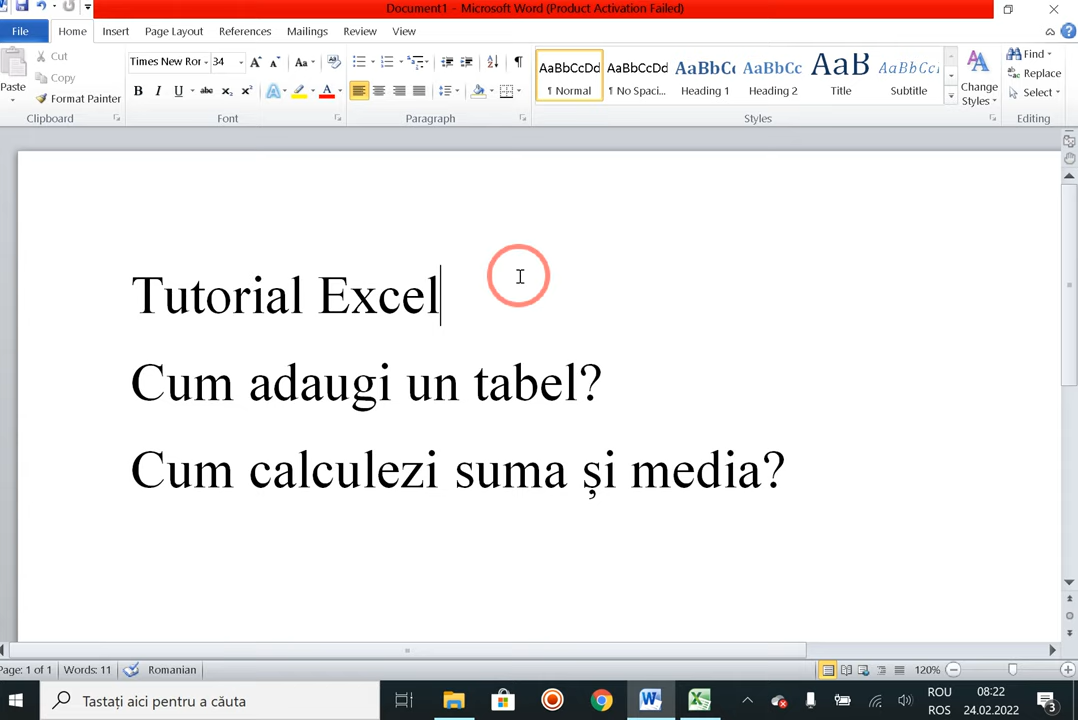 Document1 - Microsoft Word (Product Activation Failed)
File Home Insert Page Layout References Mailings Review View
Paste
Cut
Copy
Format Painter
Clipboard
Times New Ror 34
Font
Paragraph
AaBbCcDd AaBbCcDd AaBbCc AaBbCc AaB AaBbCcI
¶ Normal ¶ No Spaci... Heading 1 Heading 2 Title Subtitle
Change Styles
Styles
Find
Replace
Select
Editing
Tutorial Excel
Cum adaugi un tabel?
Cum calculezi suma și media?
Page: 1 of 1 Words: 11 Romanian 120%
Tastați aici pentru a căuta
ROU 08:22
ROS 24.02.2022
3